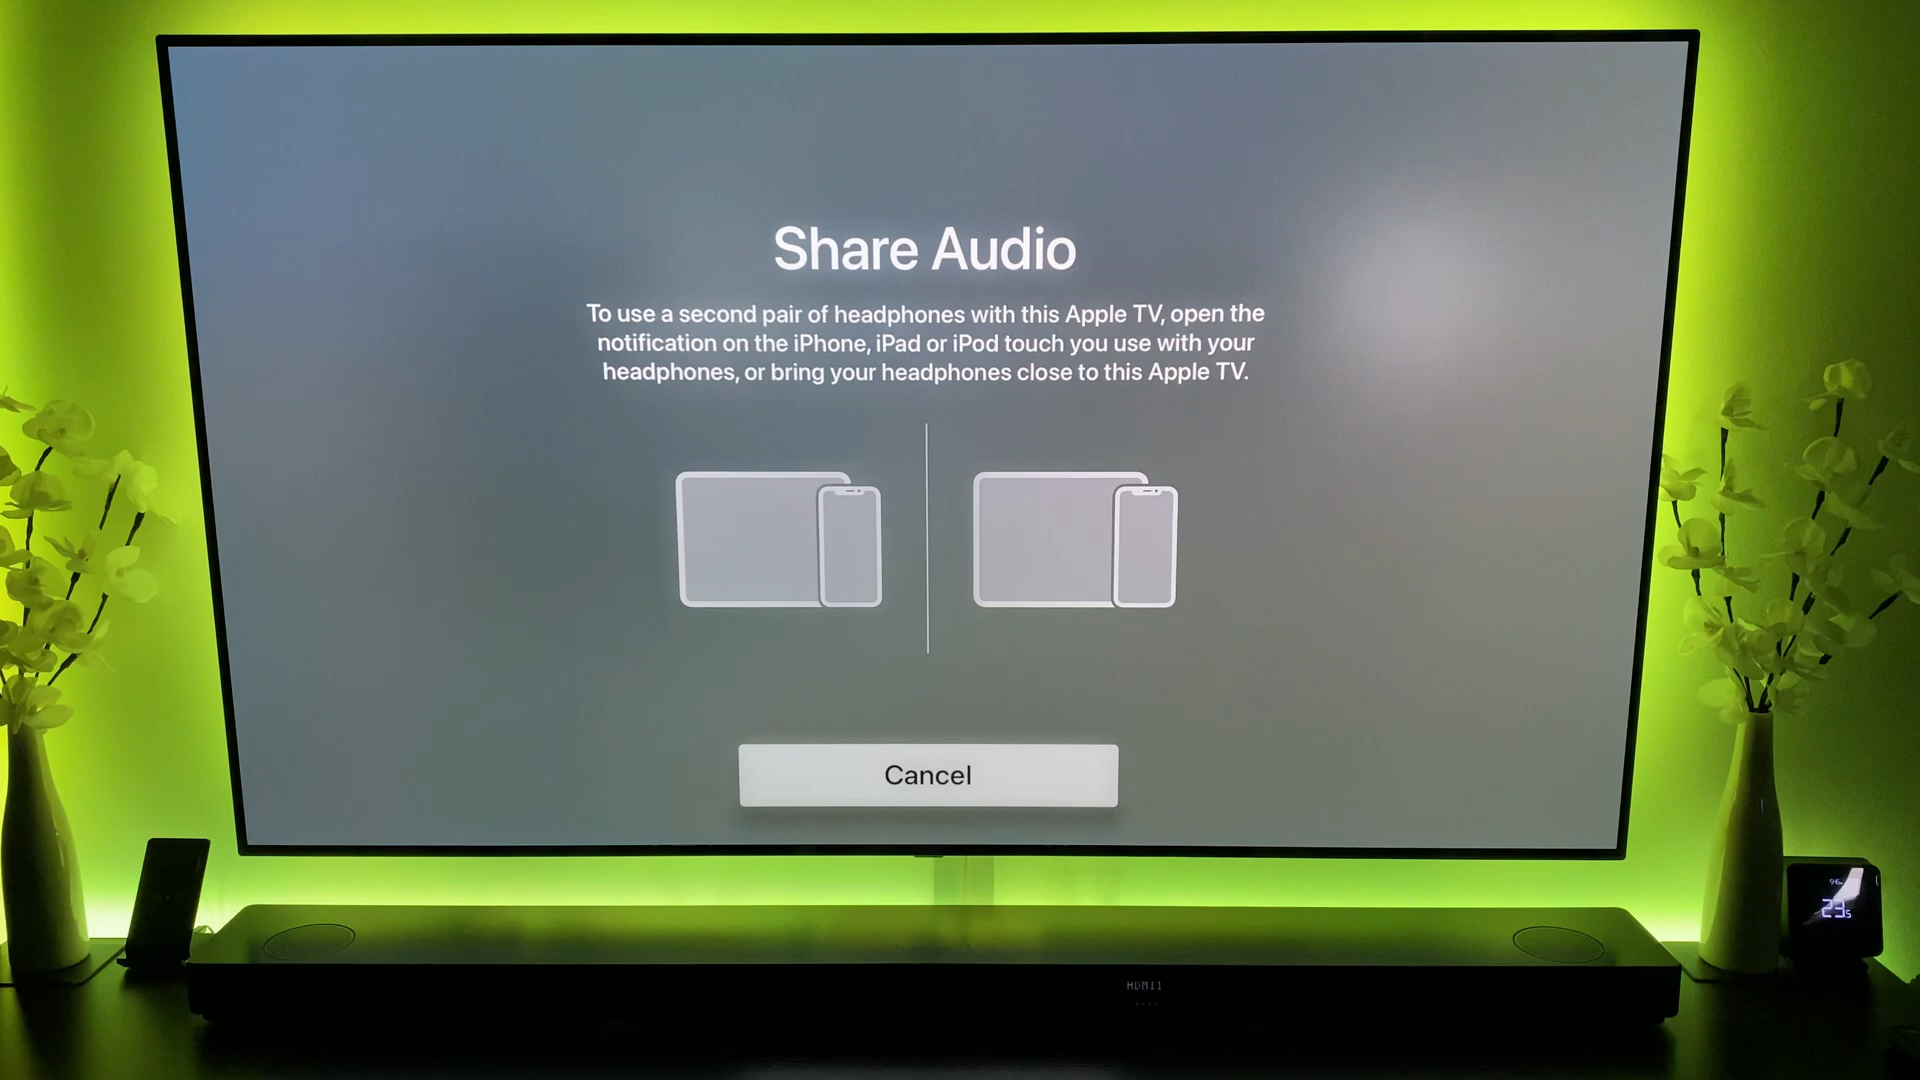 Share Audio
To use a second pair of headphones with this Apple TV, open the
notification on the iPhone, iPad or iPod touch you use with your
headphones, or bring your headphones close to this Apple TV.
Cancel
HDMI1